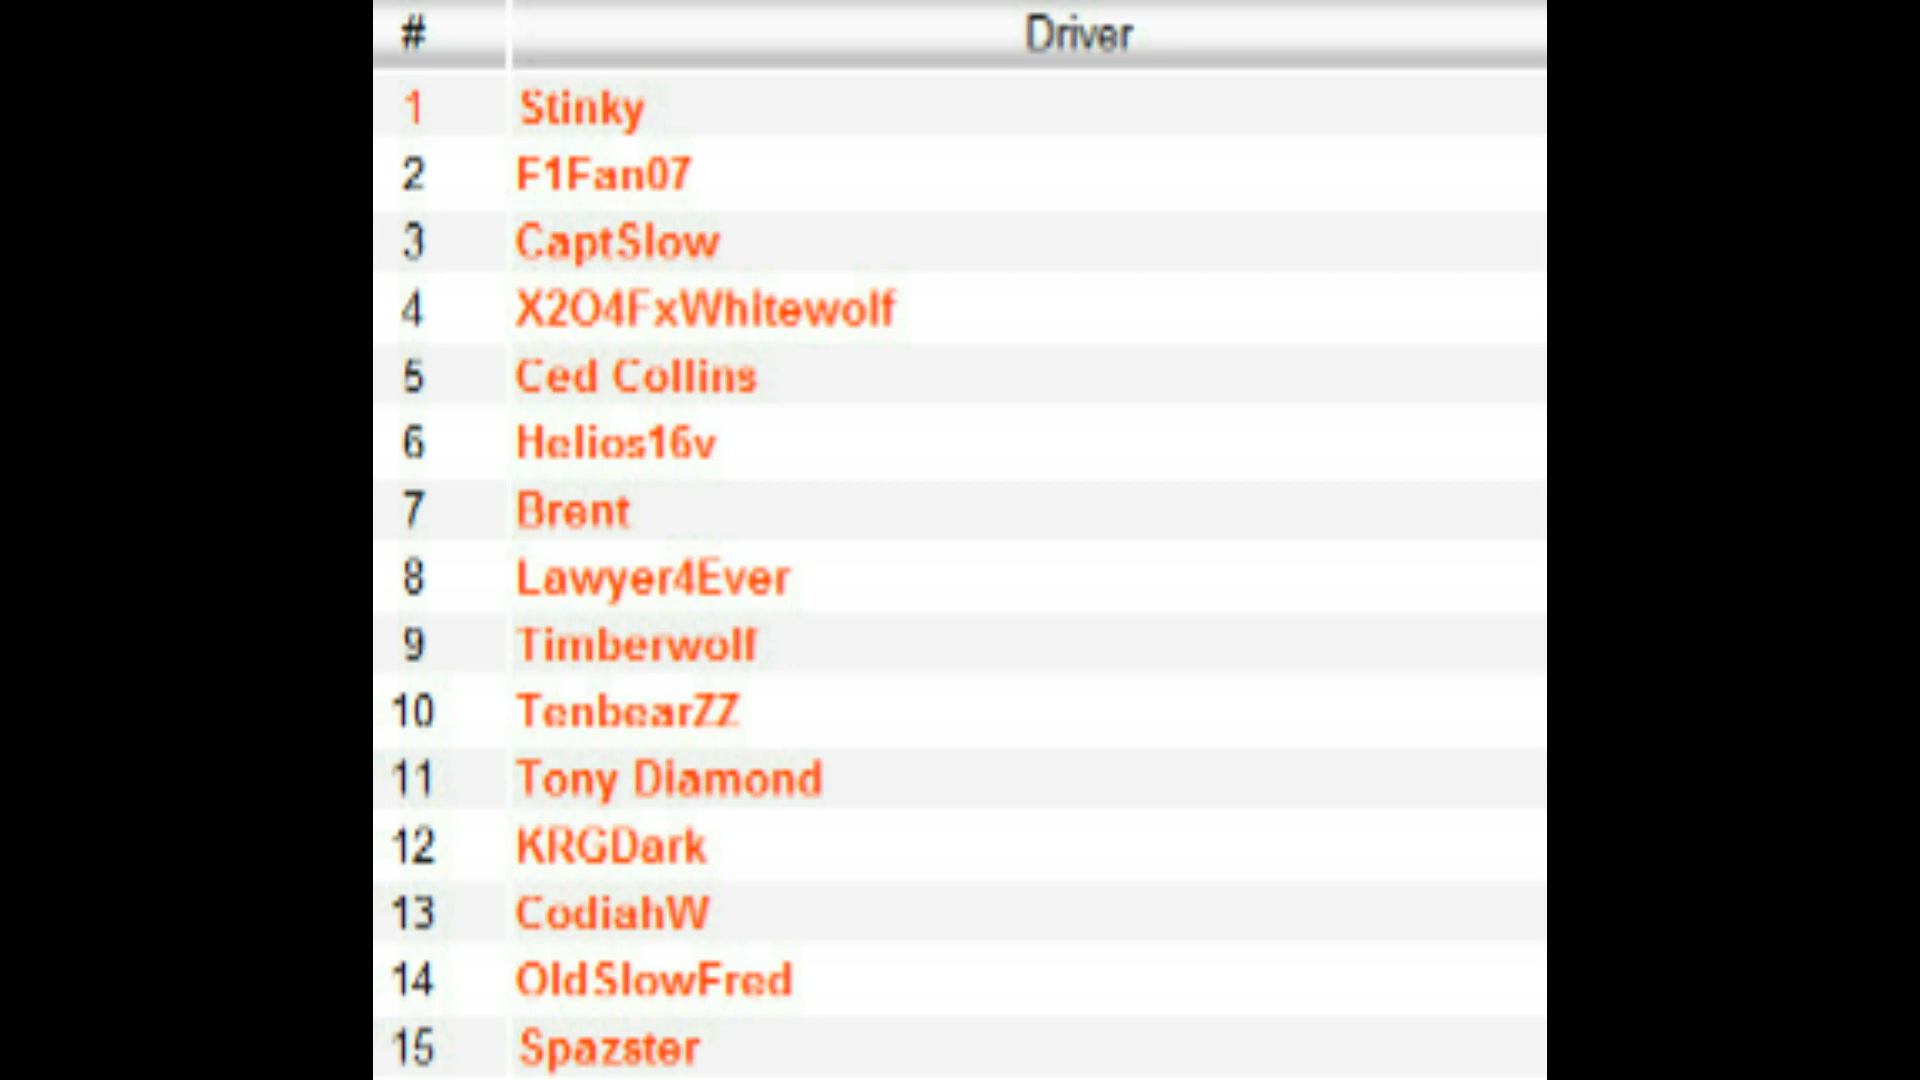 # Driver
1 Stinky
2 F1Fan07
3 CaptSlow
4 X2O4FxWhitewolf
5 Ced Collins
6 Helios16v
7 Brent
8 Lawyer4Ever
9 Timberwolf
10 TenbearZZ
11 Tony Diamond
12 KRGDark
13 CodiahW
14 OldSlowFred
15 Spazster